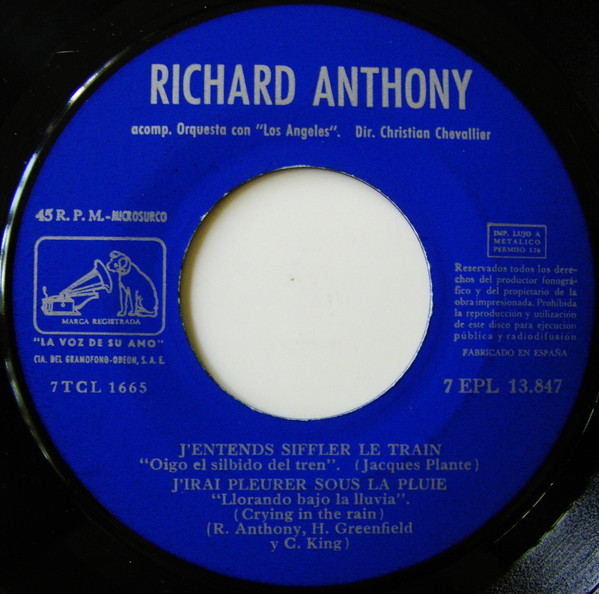 RICHARD ANTHONY
acomp. Orquesta con "Los Angeles". Dir. Christian Chevallier
45 R. P. M.-MICROSURCO
MARCA REGISTRADA
"LA VOZ DE SU AMO"
CIA. DEL GRAMOFONO-ODEON, S. A. E.
7TCL 1665
IMP. LUJO A
METALICO
PERMISO 126
Reservados todos los dere-
chos del productor fonográ-
fico y del propietario de la
obra impresionada. Prohibida
la reproducción y utilización
de este disco para ejecución
pública y radiodifusión
FABRICADO EN ESPAÑA
7 EPL 13.847
J'ENTENDS SIFFLER LE TRAIN
"Oigo el silbido del tren". (Jacques Plante)
J'IRAI PLEURER SOUS LA PLUIE
"Llorando bajo la lluvia".
(Crying in the rain)
(R. Anthony, H. Greenfield
y C. King)